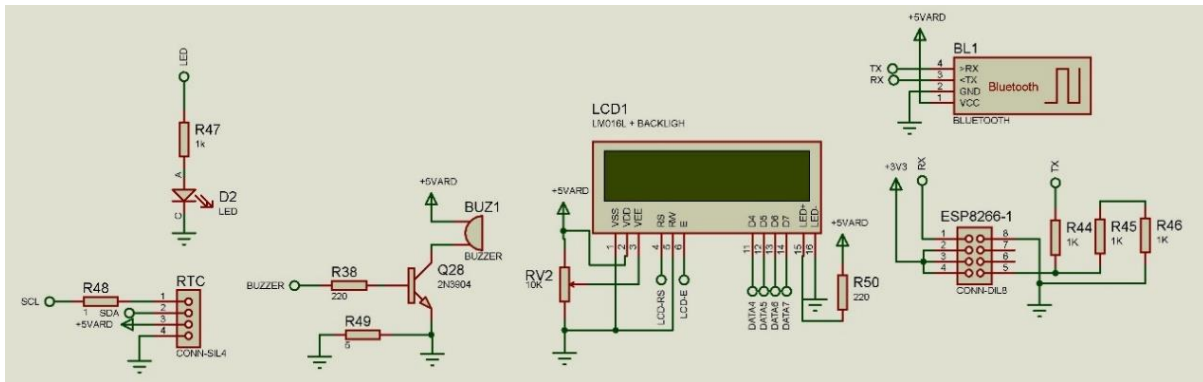 LED
R47
1k
A
D2
LED
C
SCL
R48
1
SDA
+5VARD
RTC
1
2
3
4
CONN-SIL4
+5VARD
BUZ1
BUZZER
BUZZER
R38
220
Q28
2N3904
R49
5
LCD1
LM016L + BACKLIGH
+5VARD
VSS
VDD
VEE
RS
RW
E
D4
D5
D6
D7
LED+
LED-
1
2
3
4
5
6
11
12
13
14
15
16
RV2
10K
LCD-RS
LCD-E
DATA4
DATA5
DATA6
DATA7
+5VARD
R50
220
+5VARD
BL1
TX
RX
4
3
2
1
>RX
<TX
GND
VCC
Bluetooth
BLUETOOTH
+3V3
RX
TX
ESP8266-1
1
2
3
4
8
7
6
5
CONN-DIL8
R44
1K
R45
1K
R46
1K